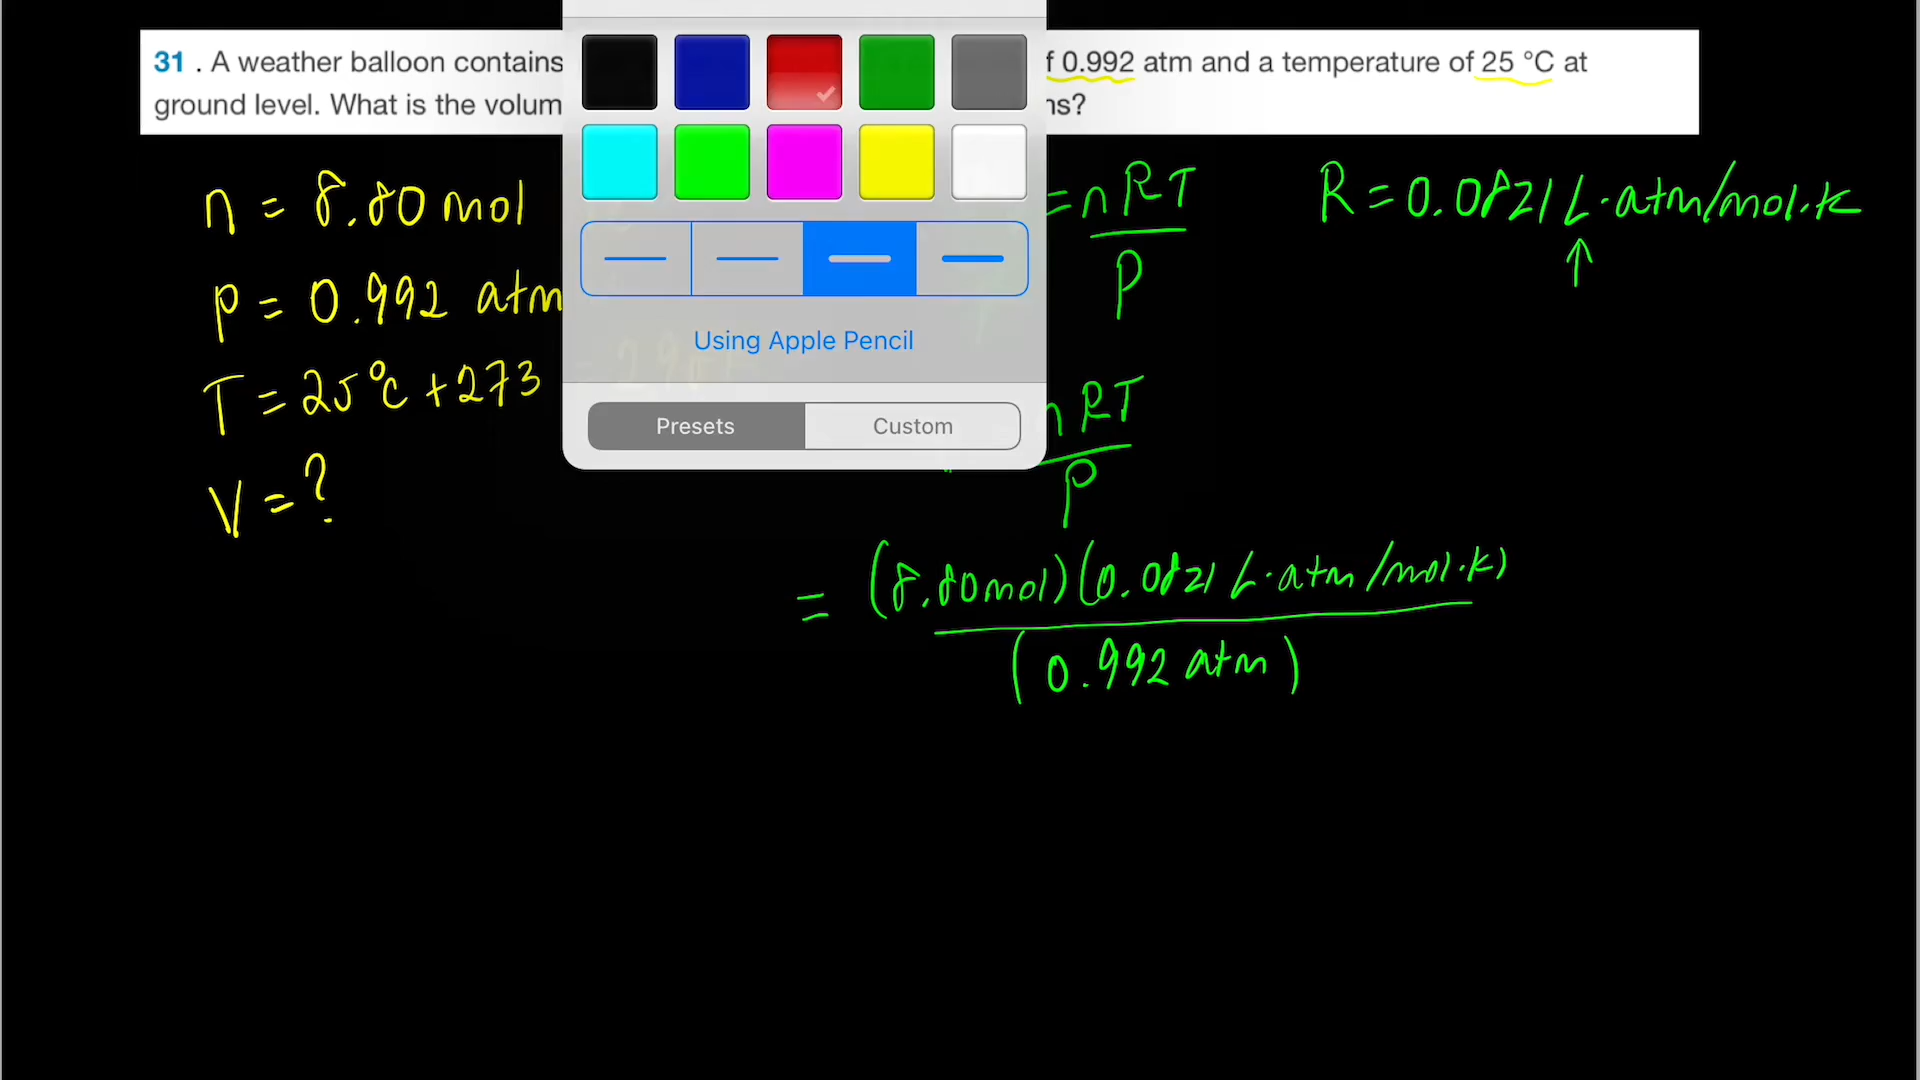 31 . A weather balloon contains f 0.992 atm and a temperature of 25 °C at
ground level. What is the volum ns?
n = 8.80 mol
= nRT / P
R = 0.0821 L·atm/mol·K
↑
P = 0.992 atm
Using Apple Pencil
T = 25°C + 273
nRT / P
Presets Custom
V = ?
= (8.80 mol)(0.0821 L·atm/mol·K)
(0.992 atm)